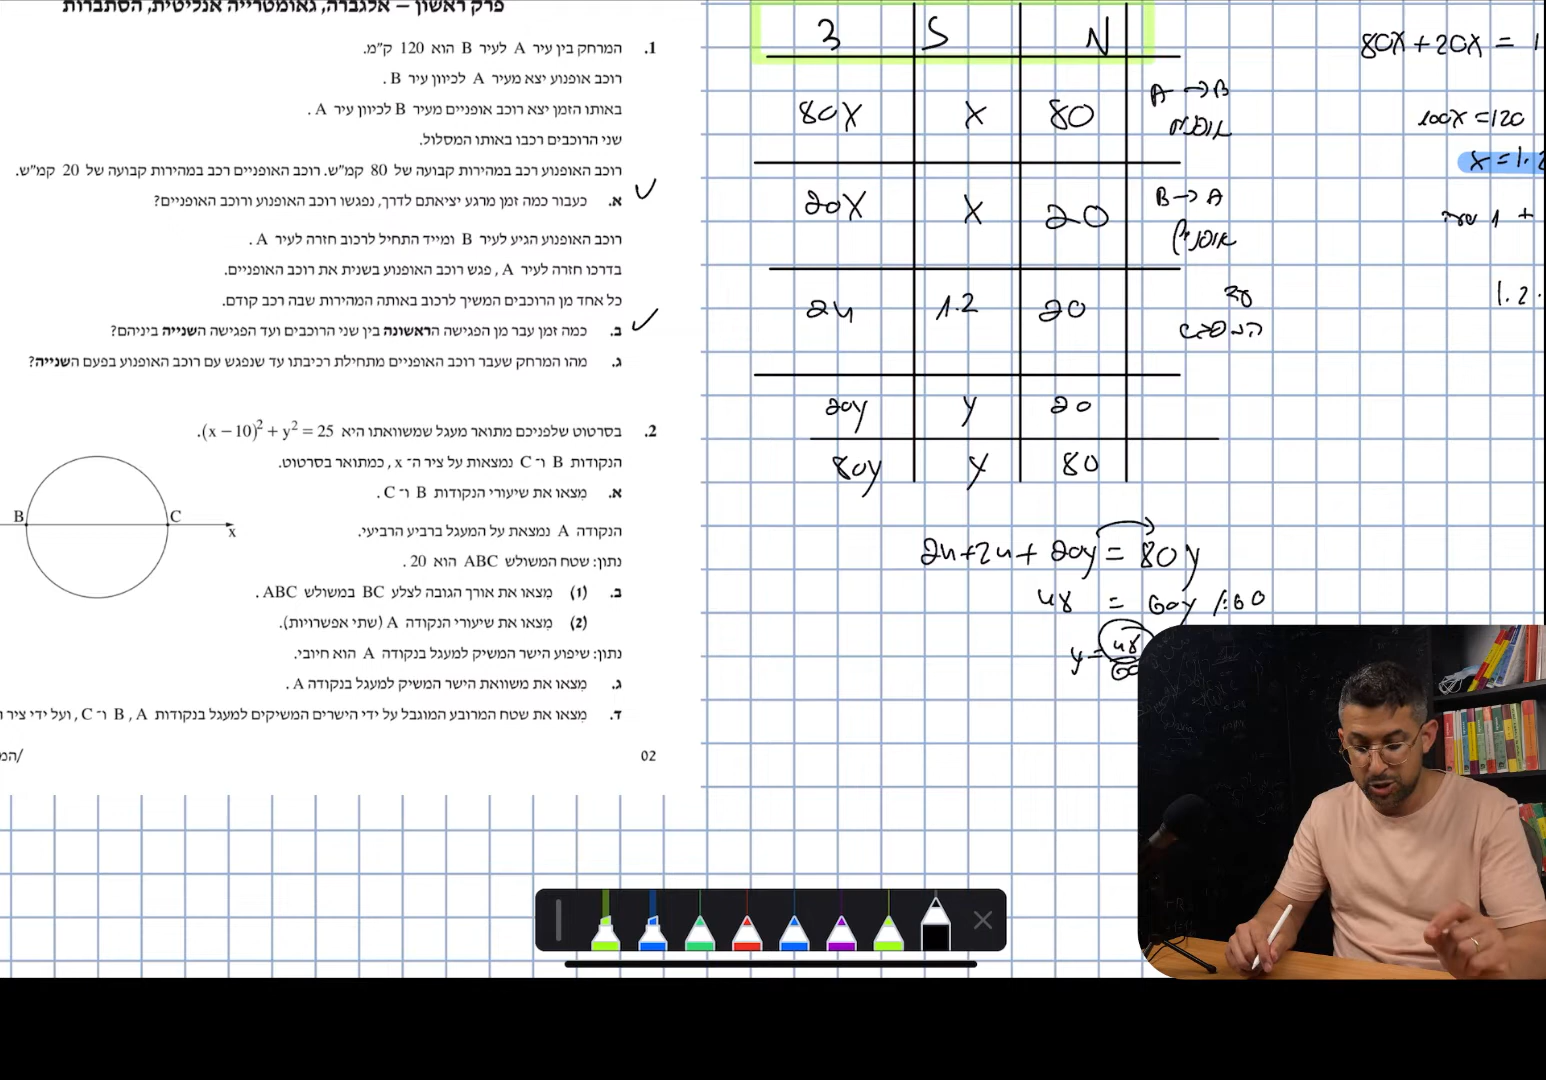 פרק ראשון – אלגברה, גאומטרייה אנליטית, הסתברות
1. המרחק בין עיר A לעיר B הוא 120 ק"מ.
רוכב אופנוע יצא מעיר A לכיוון עיר B.
באותו הזמן יצא רוכב אופניים מעיר B לכיוון עיר A.
שני הרוכבים רכבו באותו המסלול.
רוכב האופנוע רכב במהירות קבועה של 80 קמ"ש. רוכב האופניים רכב במהירות קבועה של 20 קמ"ש.
א. כעבור כמה זמן מרגע יציאתם לדרך, נפגשו רוכב האופנוע ורוכב האופניים?
רוכב האופנוע הגיע לעיר B ומייד התחיל לרכוב חזרה לעיר A.
בדרכו חזרה לעיר A, פגש רוכב האופנוע בשנית את רוכב האופניים.
כל אחד מן הרוכבים המשיך לרכוב באותה המהירות שבה רכב קודם.
ב. כמה זמן עבר מן הפגישה הראשונה בין שני הרוכבים ועד הפגישה השנייה ביניהם?
ג. מהו המרחק שעבר רוכב האופניים מתחילת רכיבתו עד שנפגש עם רוכב האופנוע בפעם השנייה?
2. בסרטוט שלפניכם מתואר מעגל שמשוואתו היא (x − 10)² + y² = 25.
הנקודות B ו־C נמצאות על ציר ה־x, כמתואר בסרטוט.
א. מצאו את שיעורי הנקודות B ו־C.
B C x
הנקודה A נמצאת על המעגל ברביע הרביעי.
נתון: שטח המשולש ABC הוא 20.
ב. (1) מצאו את אורך הגובה לצלע BC במשולש ABC.
(2) מצאו את שיעורי הנקודה A (שתי אפשרויות).
נתון: שיפוע הישר המשיק למעגל בנקודה A הוא חיובי.
ג. מצאו את משוואת הישר המשיק למעגל בנקודה A.
ד. מצאו את שטח המרובע המוגבל על ידי הישרים המשיקים למעגל בנקודות A, B ו־C, ועל ידי ציר
02
80x x 80 A → B
אופנוע
20x x 20 B → A
אופניים
24 1.2 20
20y y 20
80y y 80
24+24+20y = 80y
48 = 60y /:60
y = 48/60
80x + 20x = 1
100x = 120
x = 1.2
1 שעה +
1.2